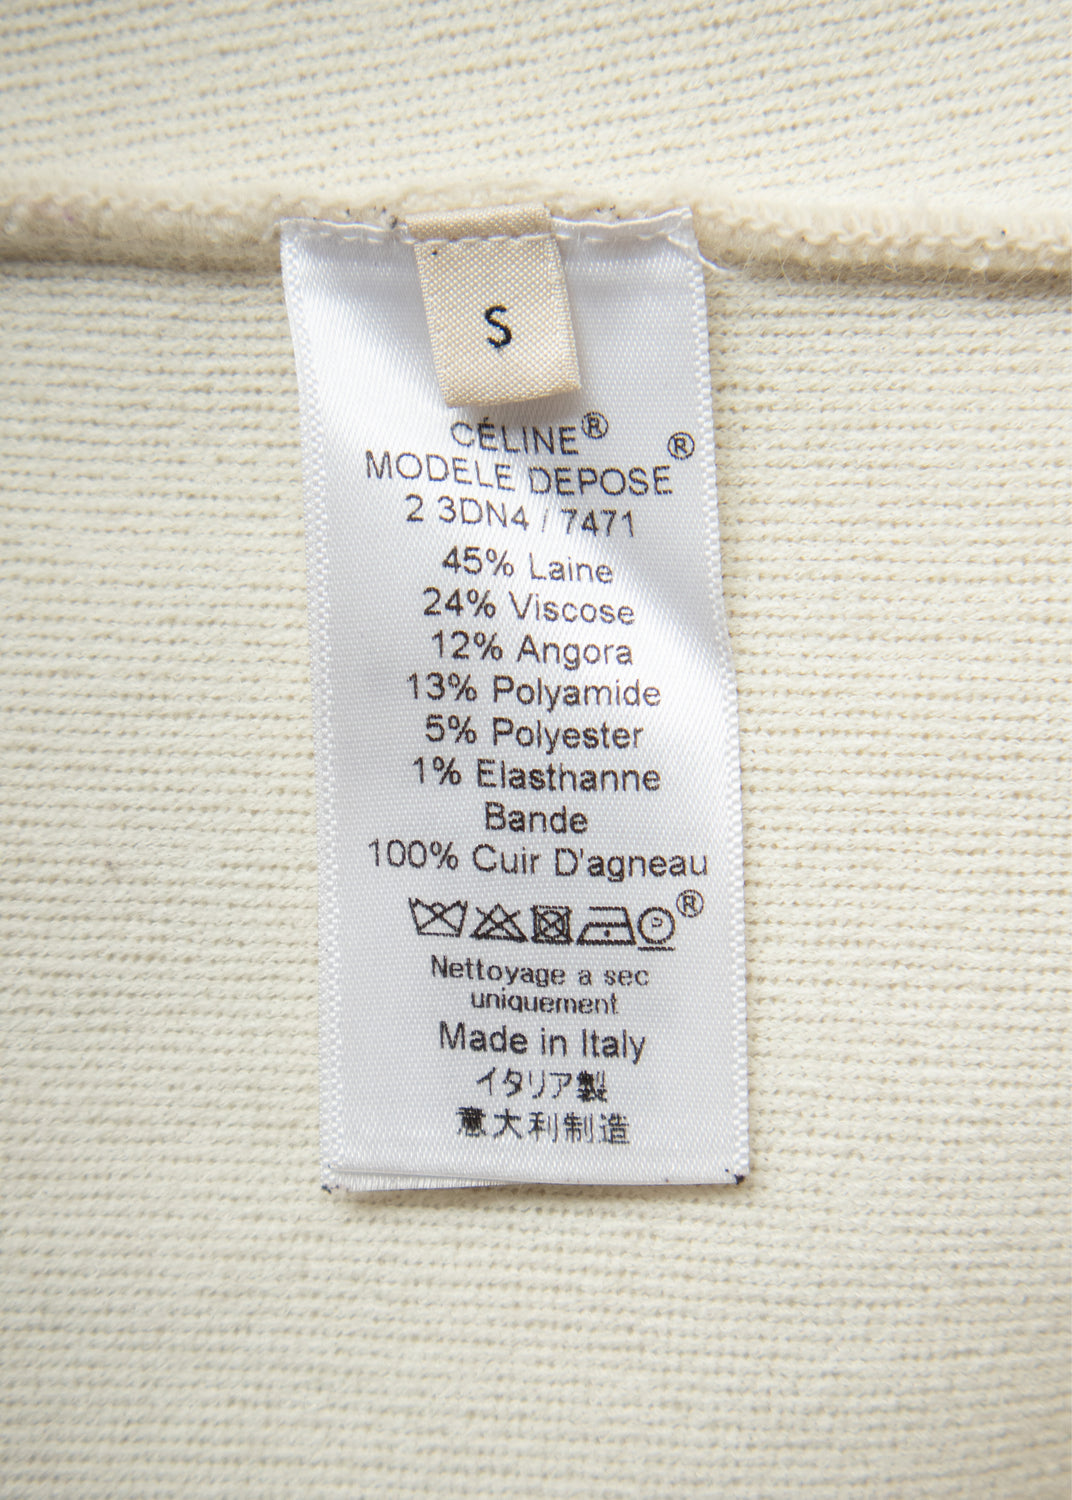 S
CÉLINE®
MODELE DEPOSE®
2 3DN4 / 7471
45% Laine
24% Viscose
12% Angora
13% Polyamide
5% Polyester
1% Elasthanne
Bande
100% Cuir D'agneau
P ®
Nettoyage a sec
uniquement
Made in Italy
イタリア製
意大利制造